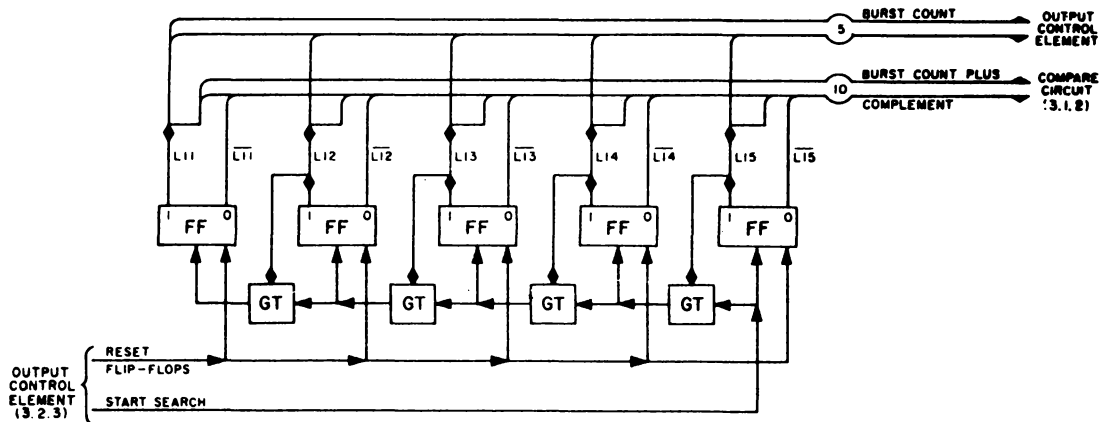 BURST COUNT
5
OUTPUT
CONTROL
ELEMENT
BURST COUNT PLUS
10
COMPLEMENT
COMPARE
CIRCUIT
(3.1.2)
L11 L̅1̅1̅ L12 L̅1̅2̅ L13 L̅1̅3̅ L14 L̅1̅4̅ L15 L̅1̅5̅
1 0 1 0 1 0 1 0 1 0
FF FF FF FF FF
GT GT GT GT
OUTPUT
CONTROL
ELEMENT
(3.2.3)
RESET
FLIP-FLOPS
START SEARCH